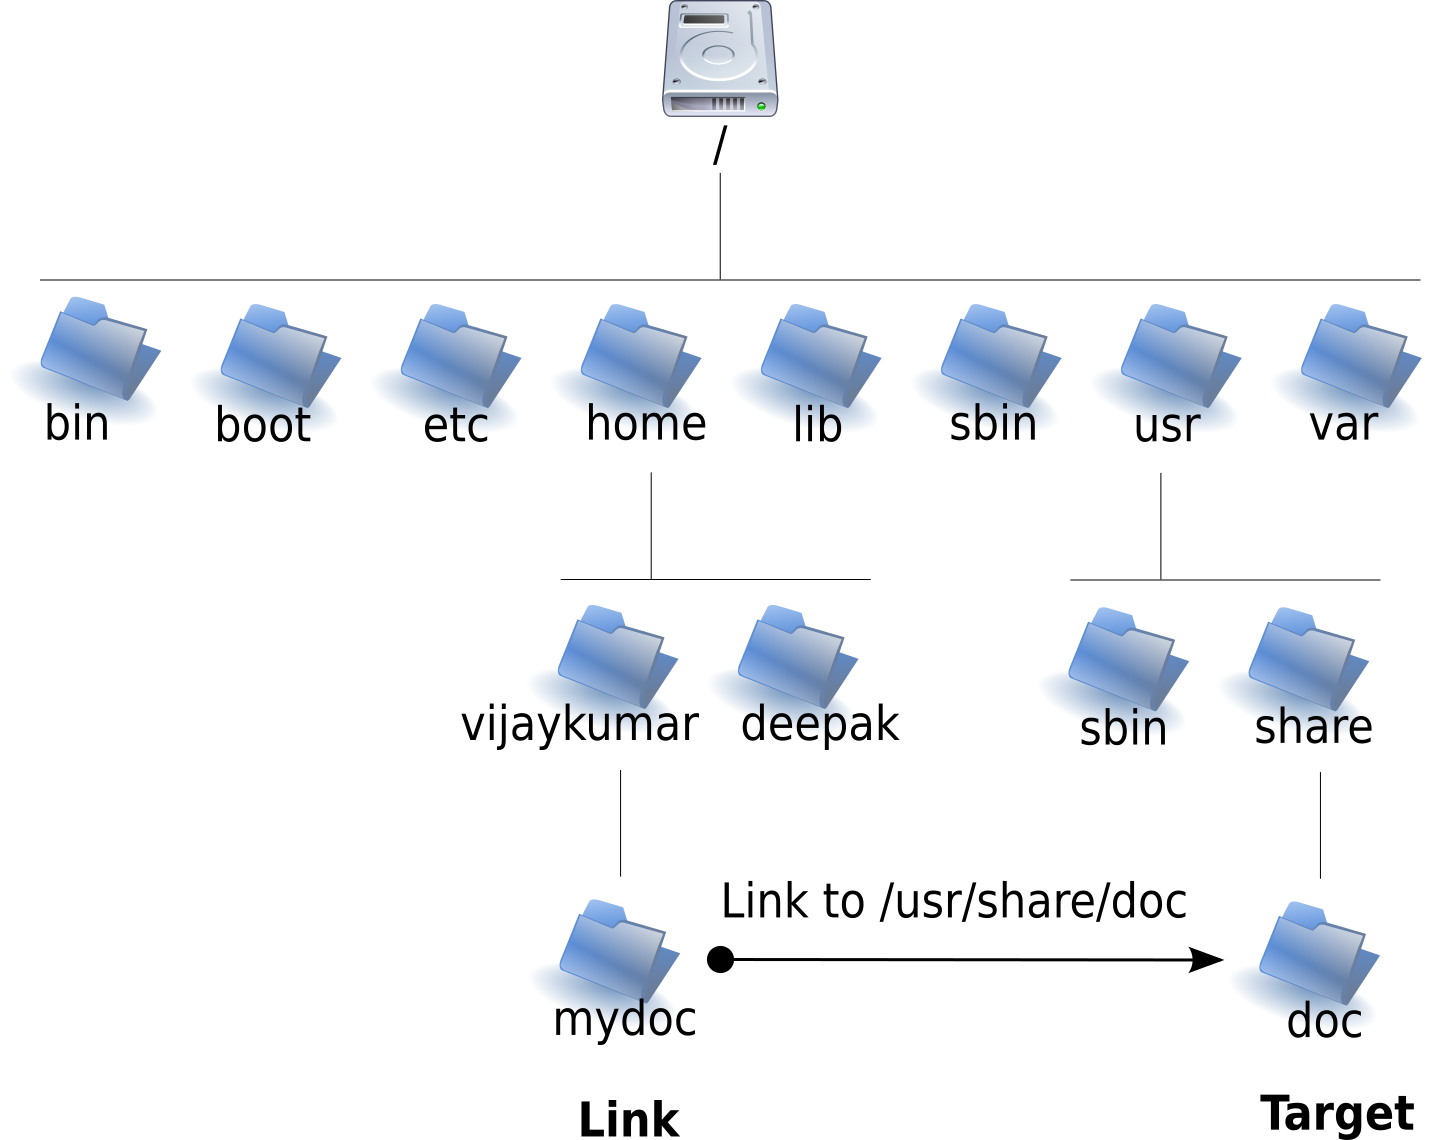 /
bin boot etc home lib sbin usr var
vijaykumar deepak sbin share
Link to /usr/share/doc
mydoc doc
Link Target